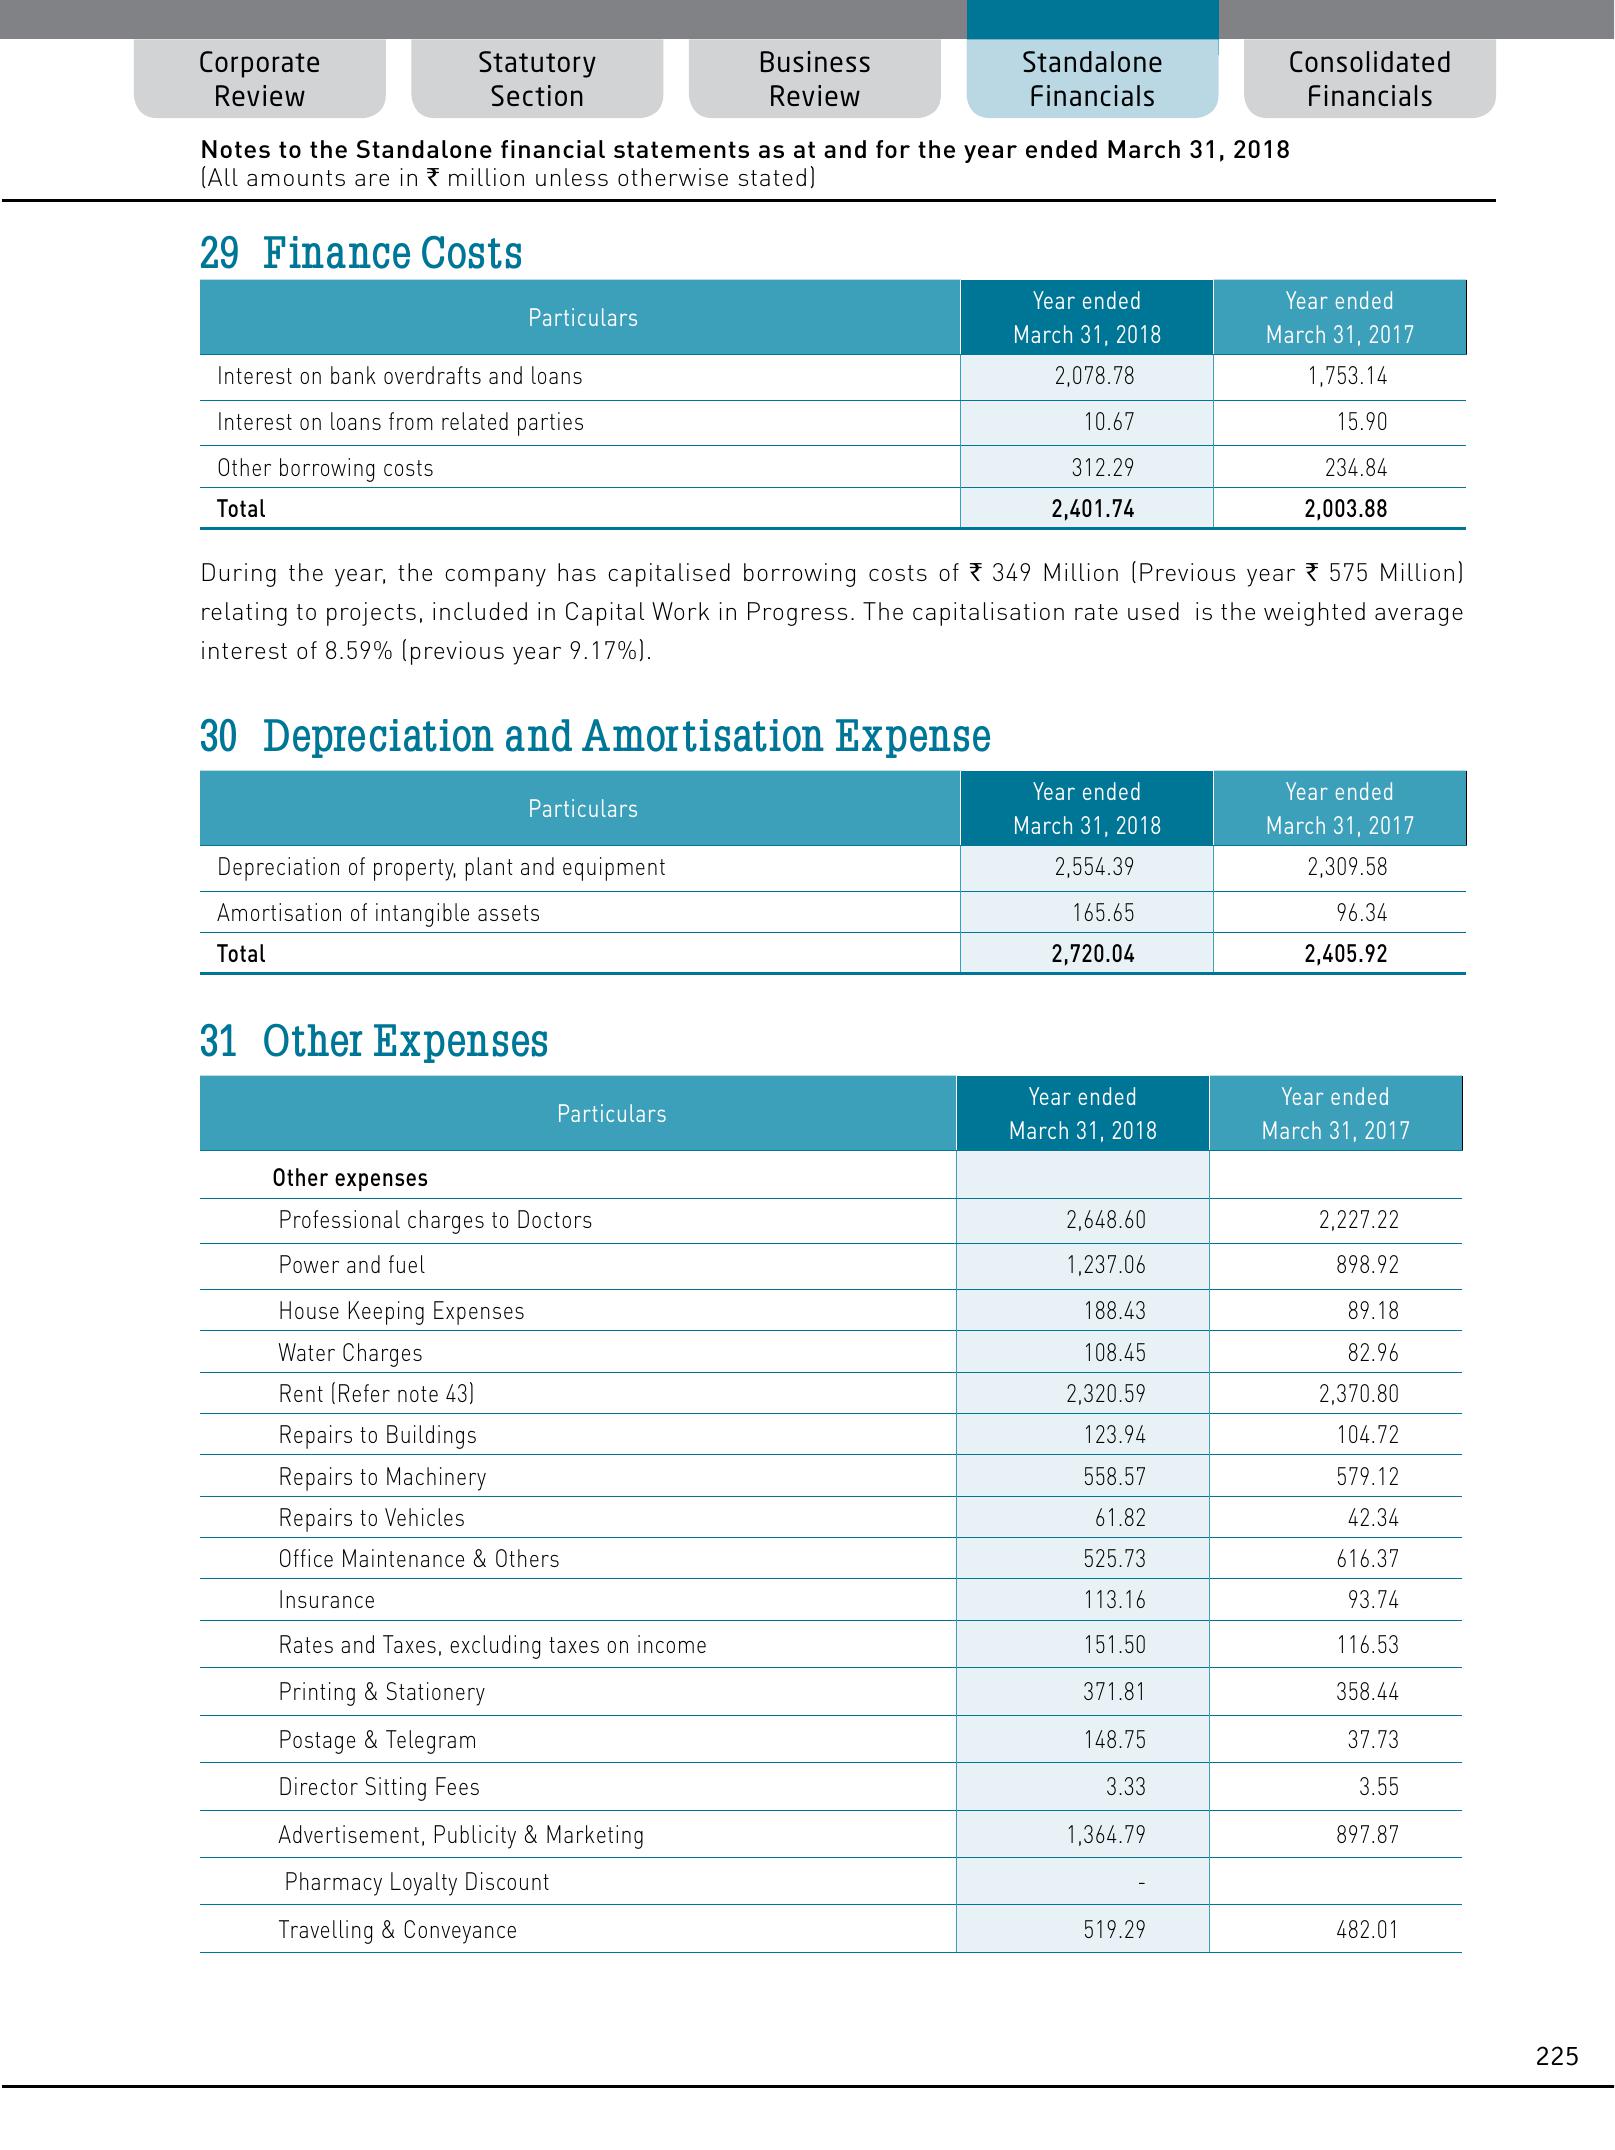 Corporate Review
Statutory Section
Business Review
Standalone Financials
Consolidated Financials
Notes to the Standalone financial statements as at and for the year ended March 31, 2018
(All amounts are in ₹ million unless otherwise stated)
29 Finance Costs
Particulars Year ended March 31, 2018 Year ended March 31, 2017
Interest on bank overdrafts and loans 2,078.78 1,753.14
Interest on loans from related parties 10.67 15.90
Other borrowing costs 312.29 234.84
Total 2,401.74 2,003.88
During the year, the company has capitalised borrowing costs of ₹ 349 Million (Previous year ₹ 575 Million)
relating to projects, included in Capital Work in Progress. The capitalisation rate used is the weighted average
interest of 8.59% (previous year 9.17%).
30 Depreciation and Amortisation Expense
Particulars Year ended March 31, 2018 Year ended March 31, 2017
Depreciation of property, plant and equipment 2,554.39 2,309.58
Amortisation of intangible assets 165.65 96.34
Total 2,720.04 2,405.92
31 Other Expenses
Particulars Year ended March 31, 2018 Year ended March 31, 2017
Other expenses
Professional charges to Doctors 2,648.60 2,227.22
Power and fuel 1,237.06 898.92
House Keeping Expenses 188.43 89.18
Water Charges 108.45 82.96
Rent (Refer note 43) 2,320.59 2,370.80
Repairs to Buildings 123.94 104.72
Repairs to Machinery 558.57 579.12
Repairs to Vehicles 61.82 42.34
Office Maintenance & Others 525.73 616.37
Insurance 113.16 93.74
Rates and Taxes, excluding taxes on income 151.50 116.53
Printing & Stationery 371.81 358.44
Postage & Telegram 148.75 37.73
Director Sitting Fees 3.33 3.55
Advertisement, Publicity & Marketing 1,364.79 897.87
Pharmacy Loyalty Discount -
Travelling & Conveyance 519.29 482.01
225